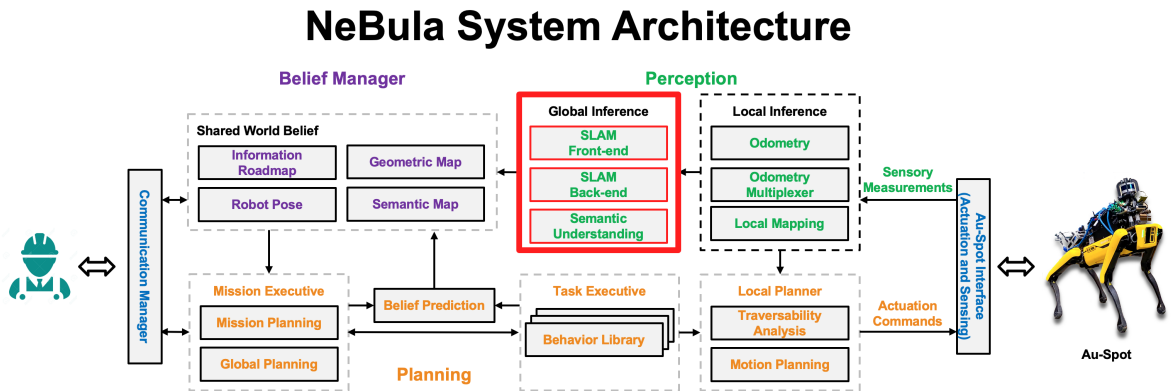 NeBula System Architecture
Belief Manager
Perception
Shared World Belief
Information
Roadmap
Geometric Map
Robot Pose
Semantic Map
Global Inference
SLAM
Front-end
SLAM
Back-end
Semantic
Understanding
Local Inference
Odometry
Odometry
Multiplexer
Local Mapping
Sensory
Measurements
Communication Manager
Au-Spot Interface
(Actuation and Sensing)
Mission Executive
Mission Planning
Global Planning
Belief Prediction
Task Executive
Behavior Library
Local Planner
Traversability
Analysis
Motion Planning
Actuation
Commands
Planning
Au-Spot